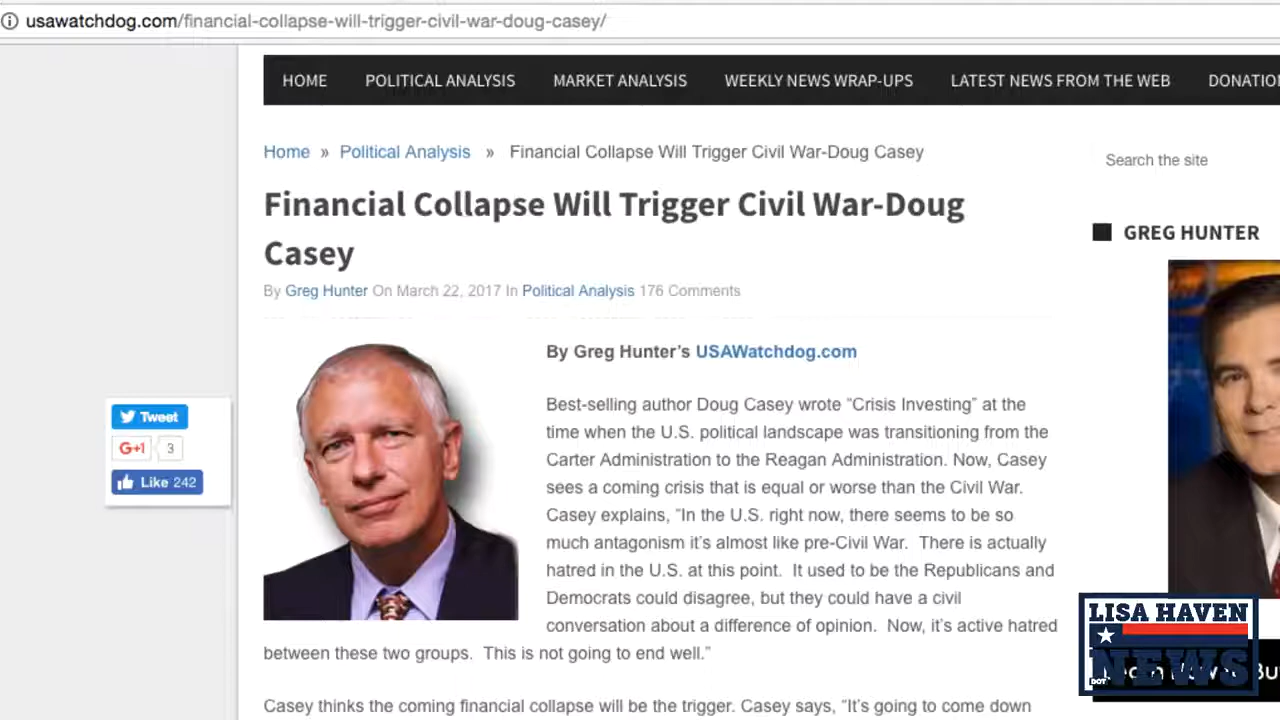 usawatchdog.com/financial-collapse-will-trigger-civil-war-doug-casey/
HOME POLITICAL ANALYSIS MARKET ANALYSIS WEEKLY NEWS WRAP-UPS LATEST NEWS FROM THE WEB DONATIO
Home » Political Analysis » Financial Collapse Will Trigger Civil War-Doug Casey
Search the site
Financial Collapse Will Trigger Civil War-Doug
Casey
GREG HUNTER
By Greg Hunter On March 22, 2017 In Political Analysis 176 Comments
By Greg Hunter’s USAWatchdog.com
Best-selling author Doug Casey wrote “Crisis Investing” at the
time when the U.S. political landscape was transitioning from the
Carter Administration to the Reagan Administration. Now, Casey
sees a coming crisis that is equal or worse than the Civil War.
Casey explains, “In the U.S. right now, there seems to be so
much antagonism it’s almost like pre-Civil War. There is actually
hatred in the U.S. at this point. It used to be the Republicans and
Democrats could disagree, but they could have a civil
conversation about a difference of opinion. Now, it’s active hatred
between these two groups. This is not going to end well.”
Casey thinks the coming financial collapse will be the trigger. Casey says, “It’s going to come down
Tweet
G+1 3
Like 242
LISA HAVEN
DOT NEWS